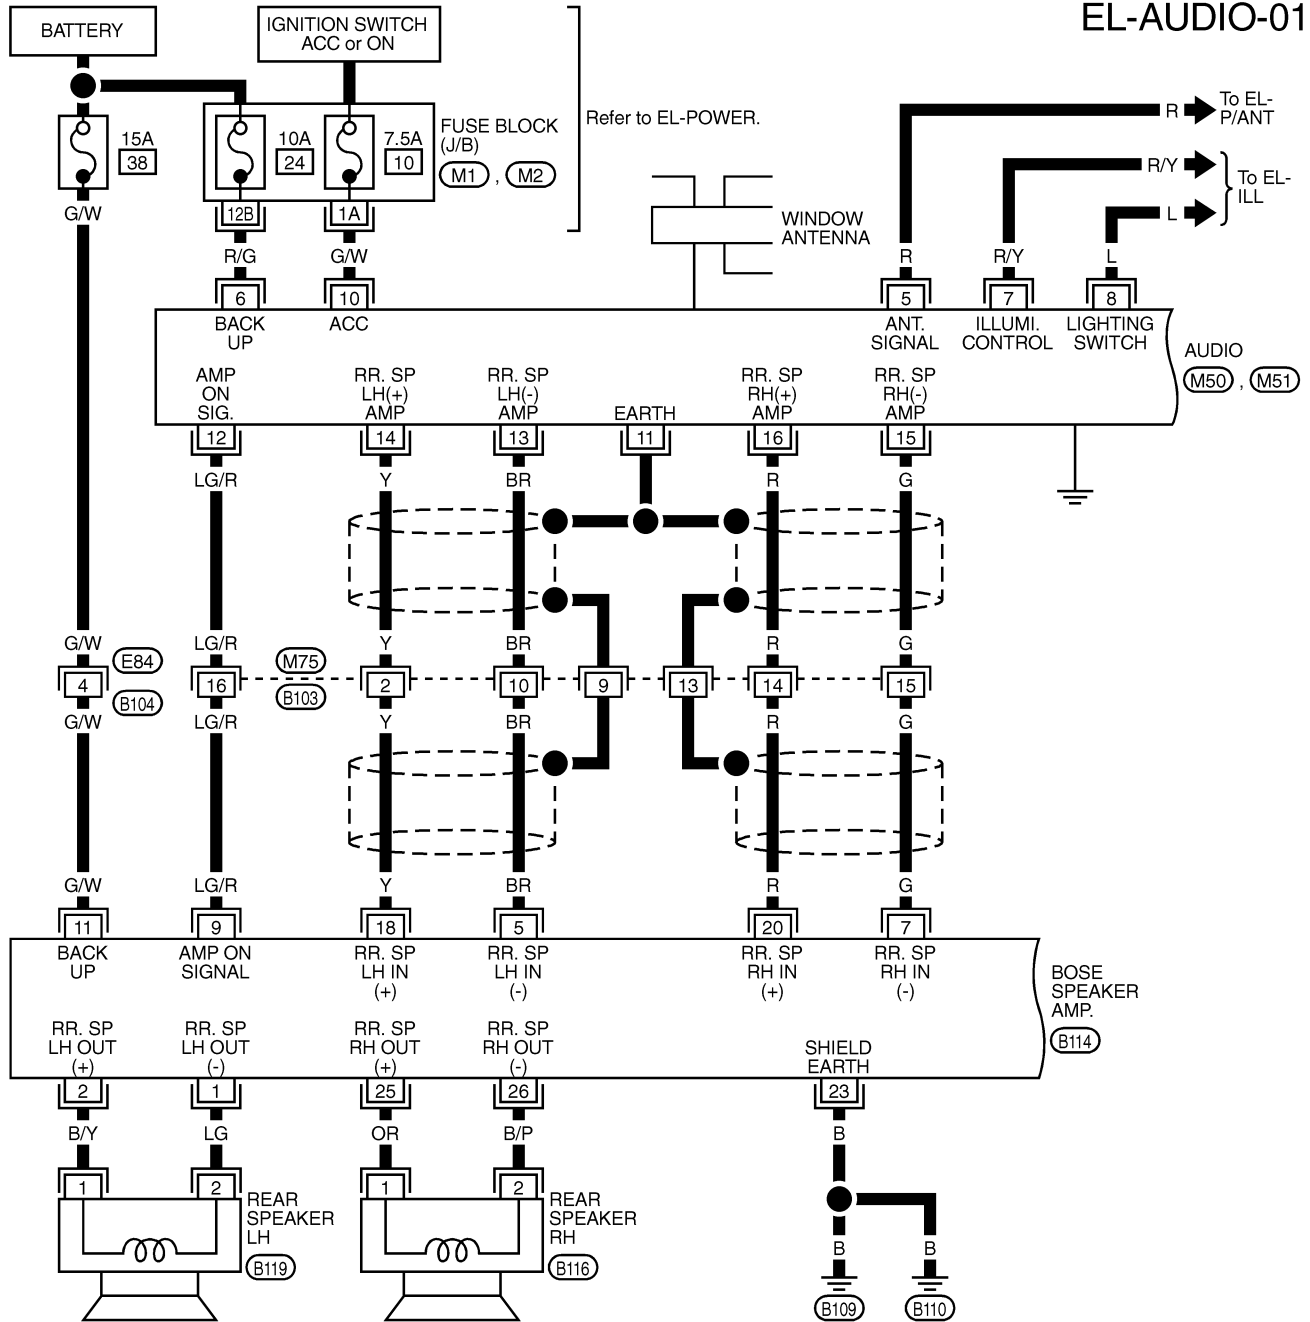 EL-AUDIO-01
BATTERY
IGNITION SWITCH
ACC or ON
Refer to EL-POWER.
15A
38
10A
24
7.5A
10
FUSE BLOCK
(J/B)
M1 , M2
R
To EL-
P/ANT
R/Y
L
To EL-
ILL
G/W
12B
1A
WINDOW
ANTENNA
R/G
G/W
R
R/Y
L
6
10
5
7
8
BACK
UP
ACC
ANT.
SIGNAL
ILLUMI.
CONTROL
LIGHTING
SWITCH
AUDIO
M50 , M51
AMP
ON
SIG.
RR. SP
LH(+)
AMP
RR. SP
LH(-)
AMP
EARTH
RR. SP
RH(+)
AMP
RR. SP
RH(-)
AMP
12
14
13
11
16
15
LG/R
Y
BR
R
G
G/W
LG/R
Y
BR
R
G
E84
M75
4
16
2
10
9
13
14
15
B104
B103
G/W
LG/R
Y
BR
R
G
G/W
LG/R
Y
BR
R
G
11
9
18
5
20
7
BACK
UP
AMP ON
SIGNAL
RR. SP
LH IN
(+)
RR. SP
LH IN
(-)
RR. SP
RH IN
(+)
RR. SP
RH IN
(-)
BOSE
SPEAKER
AMP.
B114
RR. SP
LH OUT
(+)
RR. SP
LH OUT
(-)
RR. SP
RH OUT
(+)
RR. SP
RH OUT
(-)
SHIELD
EARTH
2
1
25
26
23
B/Y
LG
OR
B/P
B
1
2
1
2
REAR
SPEAKER
LH
B119
REAR
SPEAKER
RH
B116
B
B
B109
B110